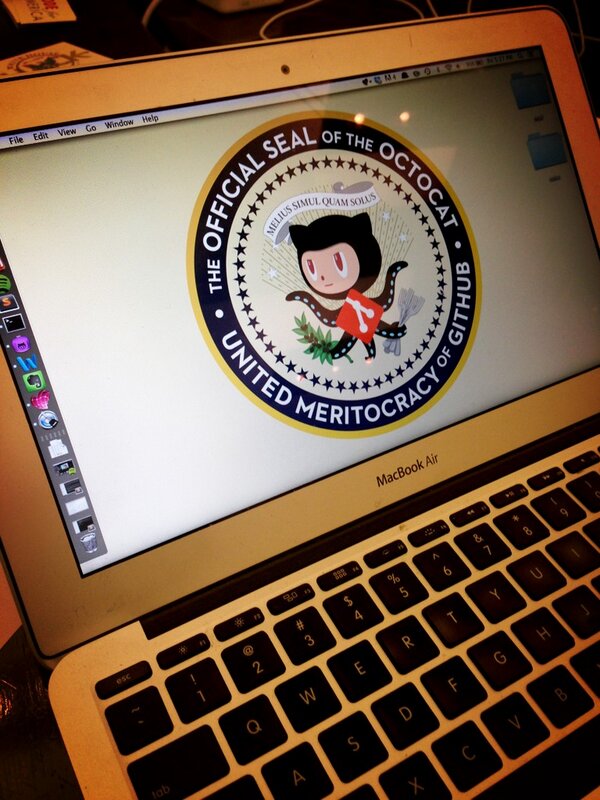 File Edit View Go Window Help
THE OFFICIAL SEAL OF THE OCTOCAT
MELIUS SIMUL QUAM SOLUS
UNITED MERITOCRACY OF GITHUB
MacBook Air
esc
~ ! 1 @ 2 # 3 $ 4 % 5 ^ 6 & 7 * 8 ( 9
tab Q W E R T Y U I
A S D F G H J
X C V B